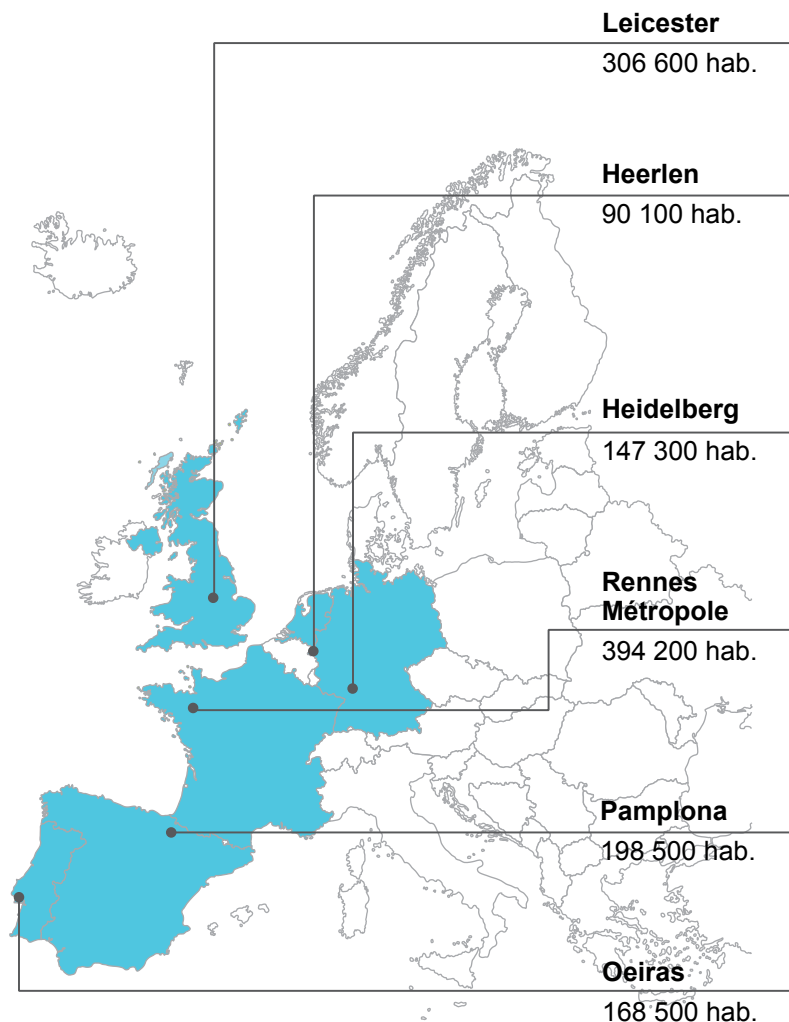 Leicester
306 600 hab.
Heerlen
90 100 hab.
Heidelberg
147 300 hab.
Rennes
Métropole
394 200 hab.
Pamplona
198 500 hab.
Oeiras
168 500 hab.